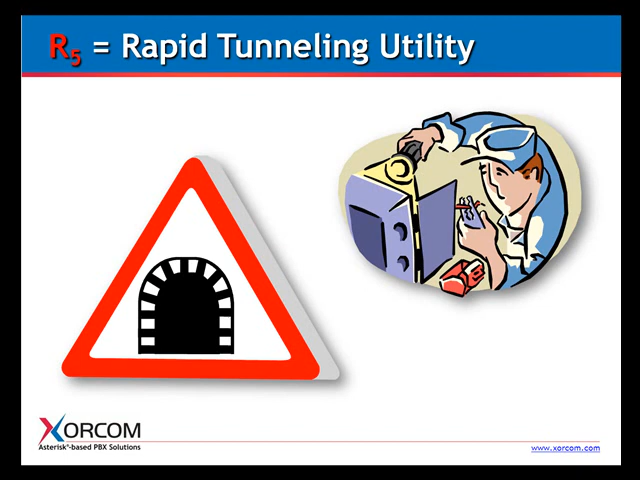 R5 = Rapid Tunneling Utility
XORCOM
Asterisk®-based PBX Solutions
www.xorcom.com